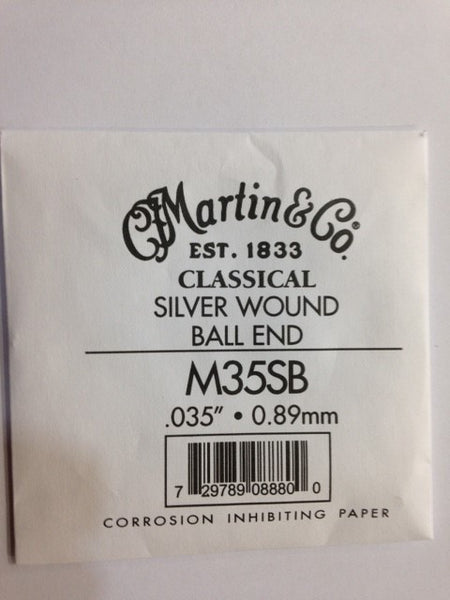 CFMartin & Co.®
EST. 1833
CLASSICAL
SILVER WOUND
BALL END
M35SB
.035" • 0.89mm
7 29789 08880 0
CORROSION INHIBITING PAPER